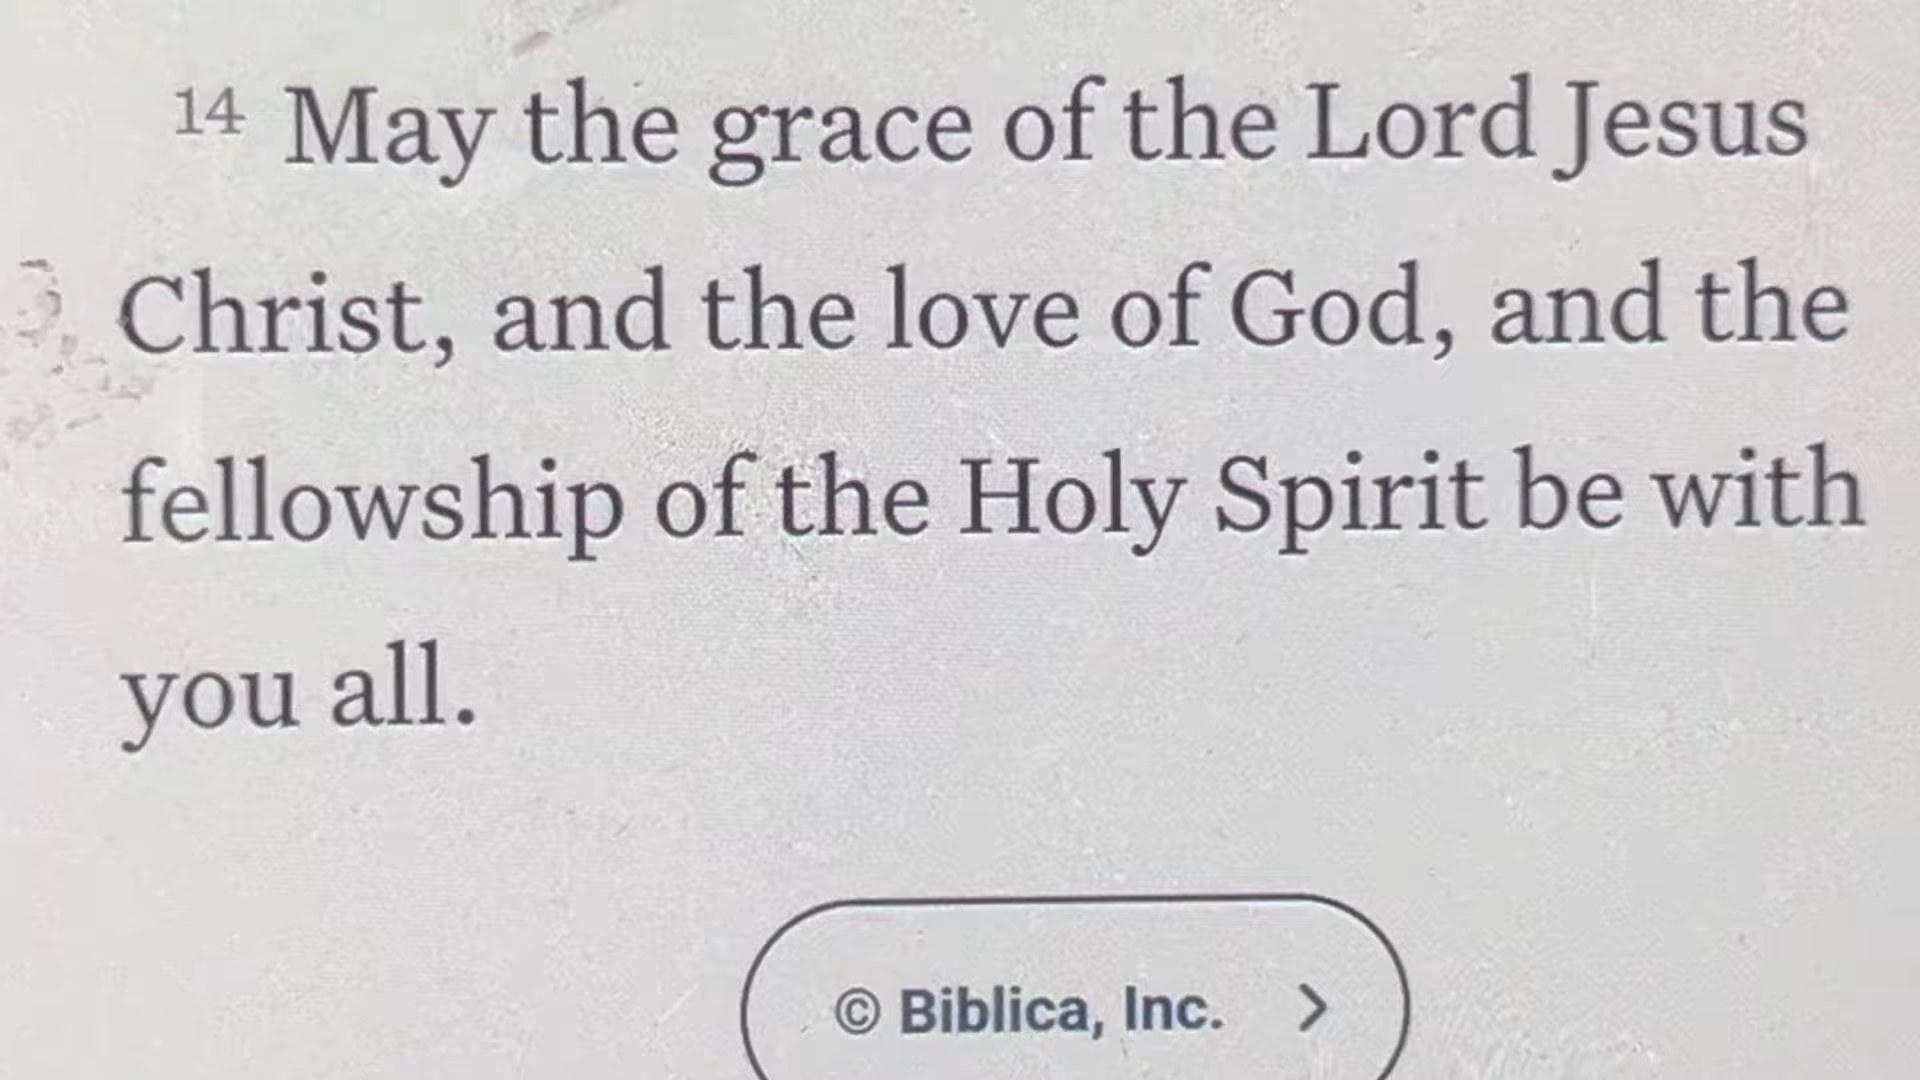 14 May the grace of the Lord Jesus
Christ, and the love of God, and the
fellowship of the Holy Spirit be with
you all.
© Biblica, Inc. >